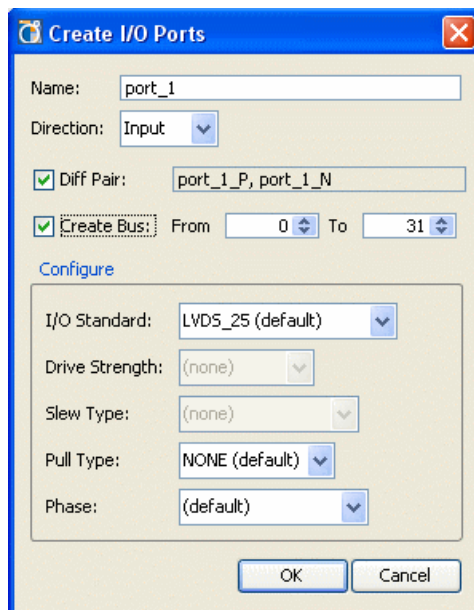 Create I/O Ports
Name: port_1
Direction: Input
Diff Pair: port_1_P, port_1_N
Create Bus: From 0 To 31
Configure
I/O Standard: LVDS_25 (default)
Drive Strength: (none)
Slew Type: (none)
Pull Type: NONE (default)
Phase: (default)
OK Cancel